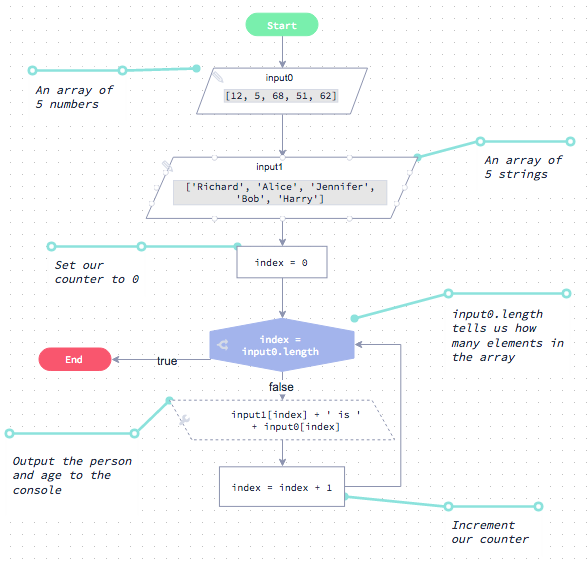 Start
input0
[12, 5, 68, 51, 62]
An array of
5 numbers
input1
['Richard', 'Alice', 'Jennifer',
'Bob', 'Harry']
An array of
5 strings
index = 0
Set our
counter to 0
index =
input0.length
input0.length
tells us how
many elements in
the array
End
true
false
input1[index] + ' is '
+ input0[index]
Output the person
and age to the
console
index = index + 1
Increment
our counter